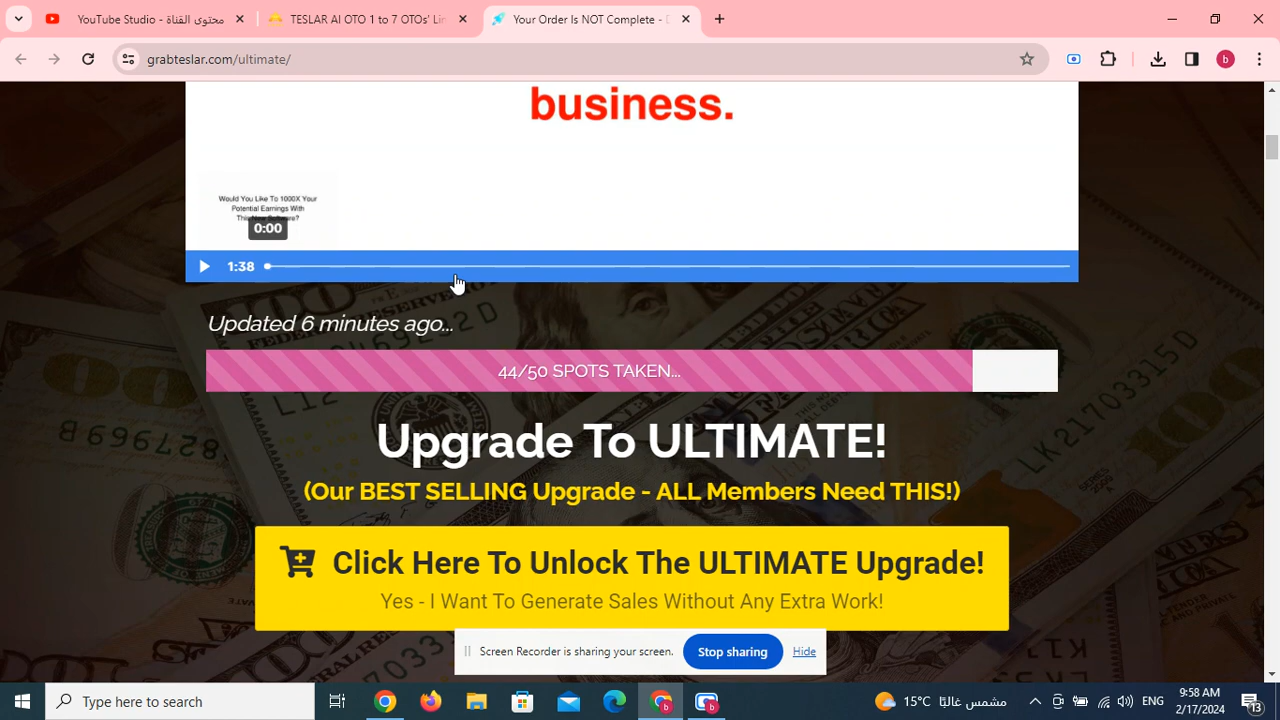 YouTube Studio - محتوى القناة
TESLAR AI OTO 1 to 7 OTOs' Li
Your Order Is NOT Complete -
grabteslar.com/ultimate/
b
business.
Would You Like To 1000X Your
Potential Earnings With
0:00
1:38
Updated 6 minutes ago...
44/50 SPOTS TAKEN...
Upgrade To ULTIMATE!
(Our BEST SELLING Upgrade - ALL Members Need THIS!)
Click Here To Unlock The ULTIMATE Upgrade!
Yes - I Want To Generate Sales Without Any Extra Work!
Screen Recorder is sharing your screen.
Stop sharing
Hide
Type here to search
15°C مشمس غالبًا
ENG
9:58 AM
2/17/2024
13